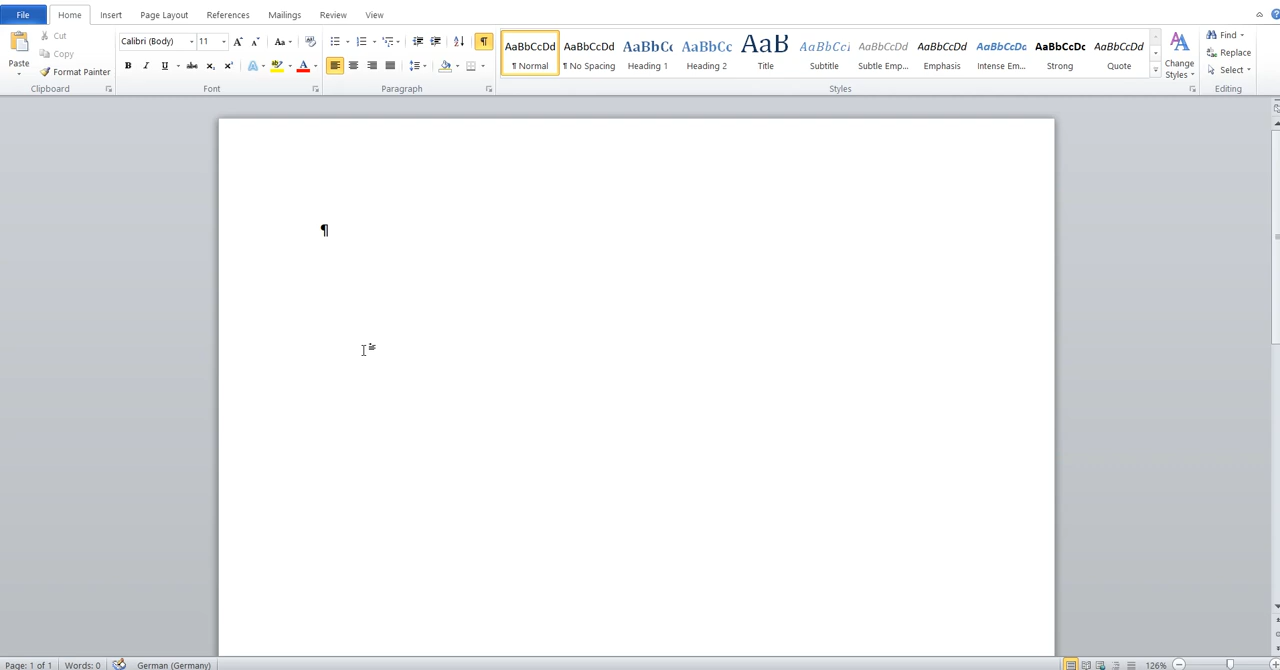 File Home Insert Page Layout References Mailings Review View
Paste
Cut
Copy
Format Painter
Clipboard
Calibri (Body) 11
Font
Paragraph
AaBbCcDd AaBbCcDd AaBbCc AaBbCc AaB AaBbCcI AaBbCcDd AaBbCcDd AaBbCcDc AaBbCcDc AaBbCcDd
¶ Normal ¶ No Spacing Heading 1 Heading 2 Title Subtitle Subtle Emp... Emphasis Intense Em... Strong Quote
Styles
Change
Styles
Find
Replace
Select
Editing
¶
Page: 1 of 1 Words: 0 German (Germany) 126%